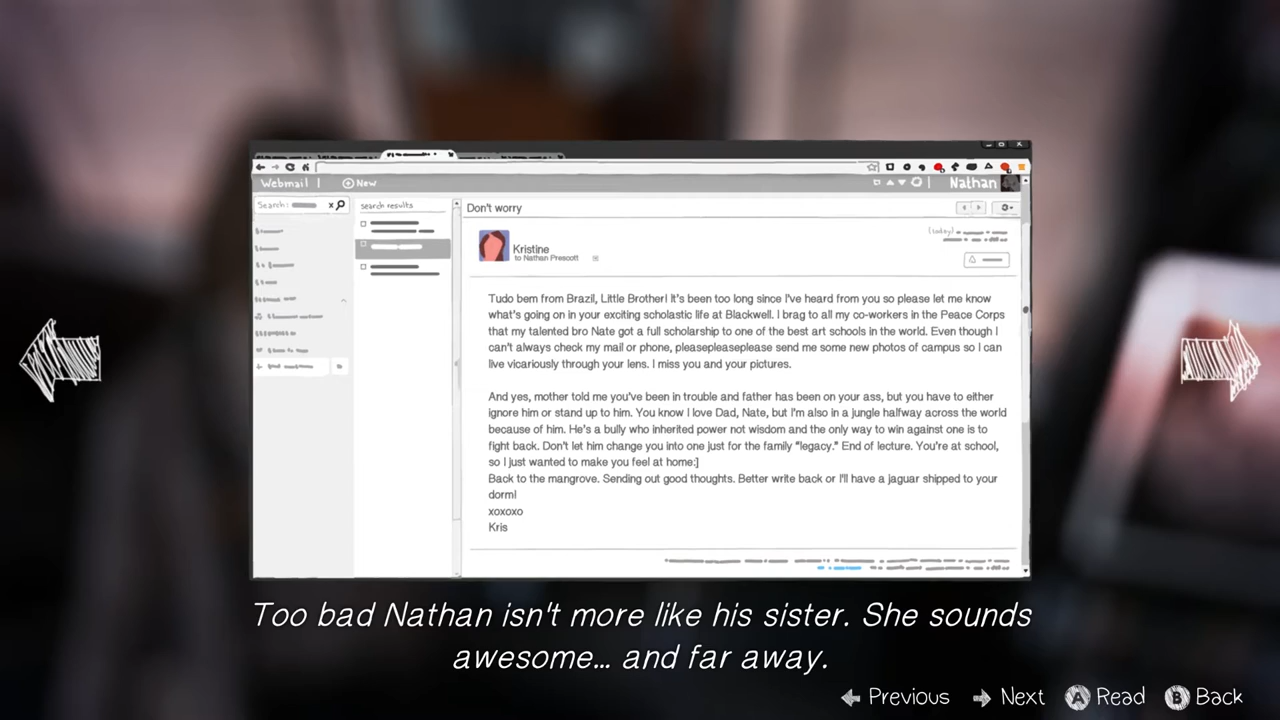 Webmail
New
Nathan
Search:
search results
Don't worry
(today)
Kristine
to Nathan Prescott
Tudo bem from Brazil, Little Brother! It's been too long since I've heard from you so please let me know
what's going on in your exciting scholastic life at Blackwell. I brag to all my co-workers in the Peace Corps
that my talented bro Nate got a full scholarship to one of the best art schools in the world. Even though I
can't always check my mail or phone, pleasepleaseplease send me some new photos of campus so I can
live vicariously through your lens. I miss you and your pictures.
And yes, mother told me you've been in trouble and father has been on your ass, but you have to either
ignore him or stand up to him. You know I love Dad, Nate, but I'm also in a jungle halfway across the world
because of him. He's a bully who inherited power not wisdom and the only way to win against one is to
fight back. Don't let him change you into one just for the family "legacy." End of lecture. You're at school,
so I just wanted to make you feel at home:]
Back to the mangrove. Sending out good thoughts. Better write back or I'll have a jaguar shipped to your
dorm!
xoxoxo
Kris
Too bad Nathan isn't more like his sister. She sounds
awesome... and far away.
Previous Next A Read B Back